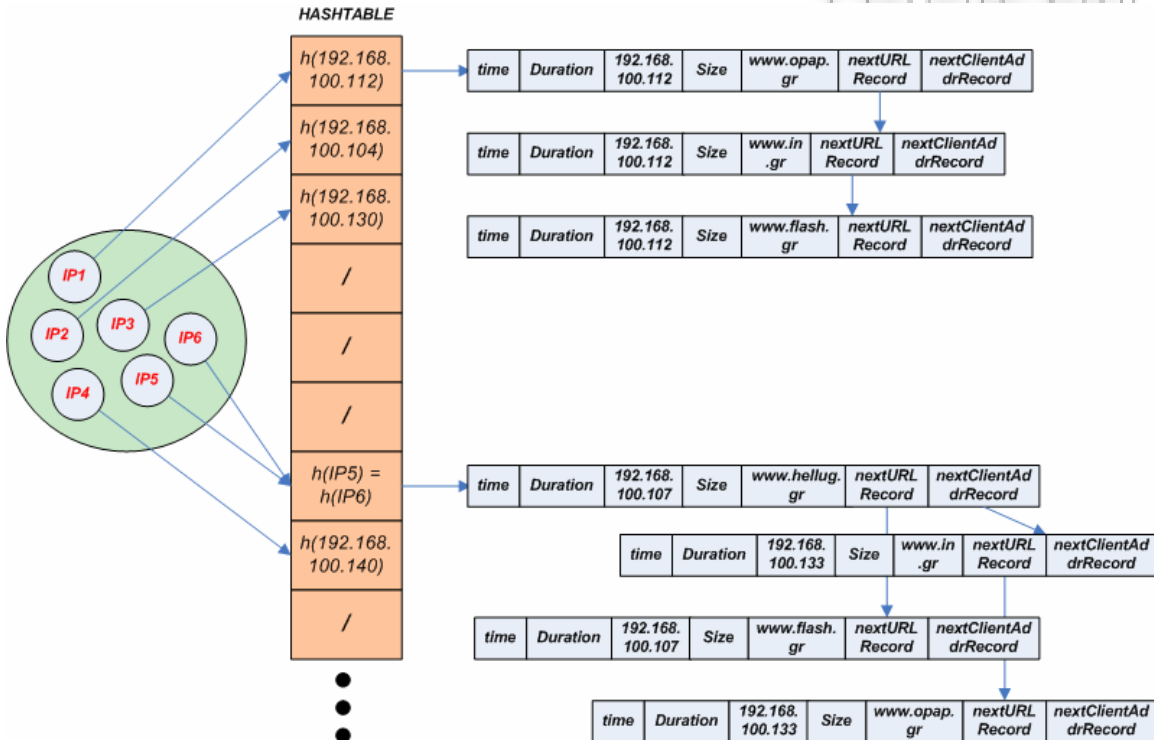 HASHTABLE
h(192.168.
100.112)
h(192.168.
100.104)
h(192.168.
100.130)
/
/
/
h(IP5) =
h(IP6)
h(192.168.
100.140)
/
IP1
IP2
IP3
IP6
IP5
IP4
time
Duration
192.168.
100.112
Size
www.opap.
gr
nextURL
Record
nextClientAd
drRecord
time
Duration
192.168.
100.112
Size
www.in
.gr
nextURL
Record
nextClientAd
drRecord
time
Duration
192.168.
100.112
Size
www.flash.
gr
nextURL
Record
nextClientAd
drRecord
time
Duration
192.168.
100.107
Size
www.hellug.
gr
nextURL
Record
nextClientAd
drRecord
time
Duration
192.168.
100.133
Size
www.in
.gr
nextURL
Record
nextClientAd
drRecord
time
Duration
192.168.
100.107
Size
www.flash.
gr
nextURL
Record
nextClientAd
drRecord
time
Duration
192.168.
100.133
Size
www.opap.
gr
nextURL
Record
nextClientAd
drRecord